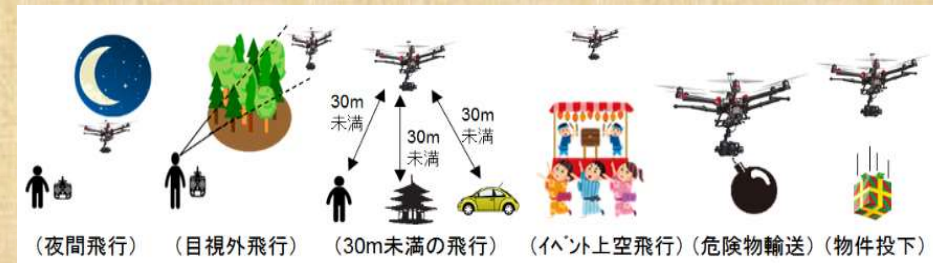 30m
未満
30m
未満
30m
未満
（夜間飛行）
（目視外飛行）
（30m未満の飛行）
（ｲﾍﾞﾝﾄ上空飛行）
（危険物輸送）
（物件投下）